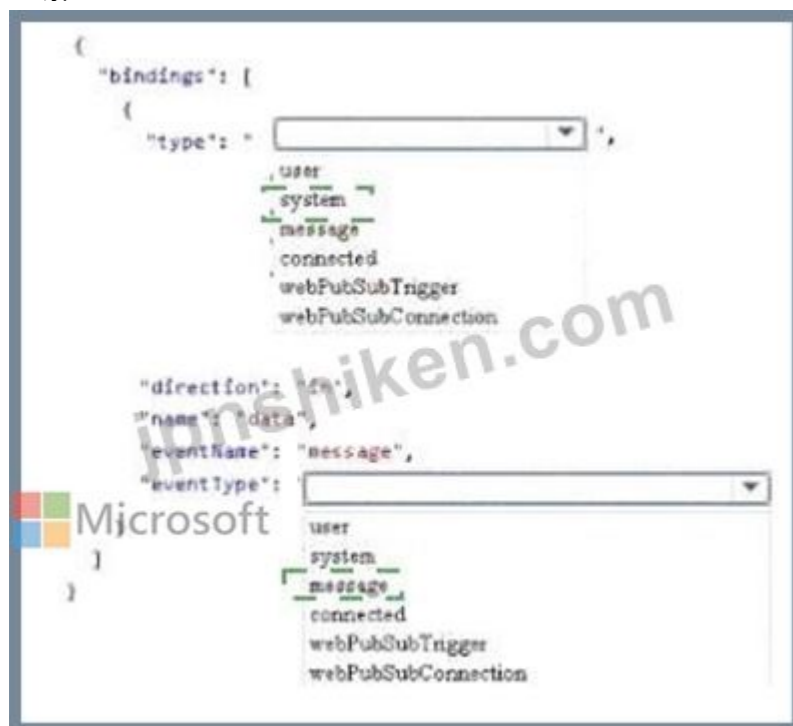 {
"bindings": [
{
"type": "
",
user
system
message
connected
webPubSubTrigger
webPubSubConnection
"direction": "in",
"name": "data",
"eventName": "message",
"eventType": "
user
system
message
connected
webPubSubTrigger
webPubSubConnection
}
]
}
jpnshiken.com
Microsoft